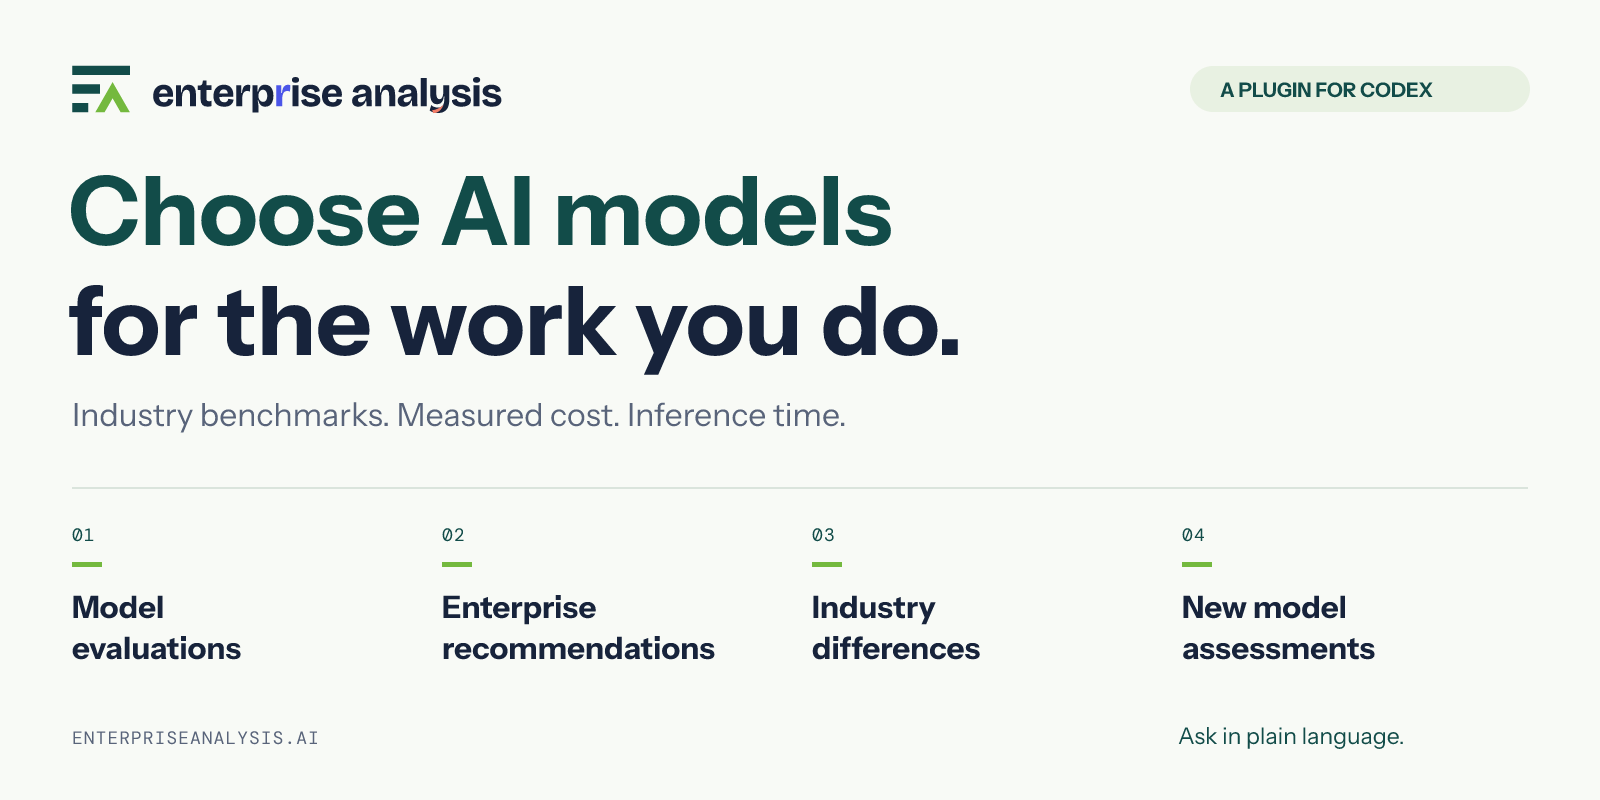 enterprise analysis
A PLUGIN FOR CODEX
Choose AI models
for the work you do.
Industry benchmarks. Measured cost. Inference time.
01
Model
evaluations
02
Enterprise
recommendations
03
Industry
differences
04
New model
assessments
ENTERPRISEANALYSIS.AI
Ask in plain language.